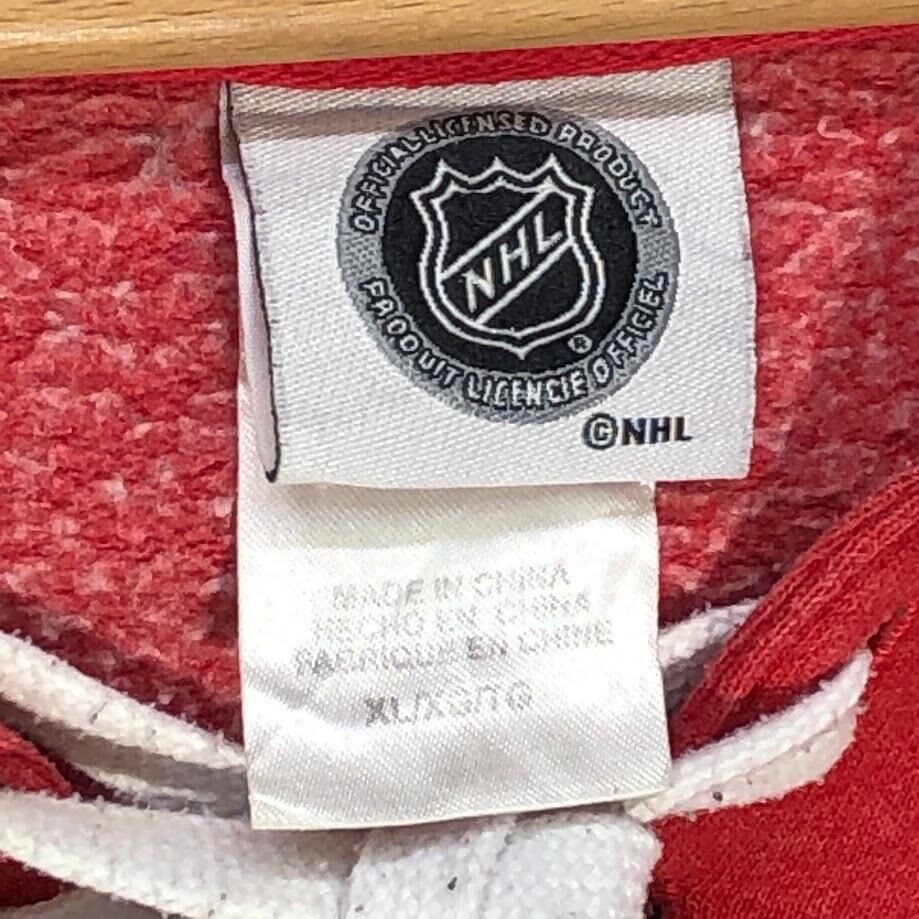 OFFICIAL LICENSED PRODUCT
NHL
®
PRODUIT LICENCIE OFFICIEL
©NHL
MADE IN CHINA
HECHO EN CHINA
FABRIQUE EN CHINE
XL/XG/TG